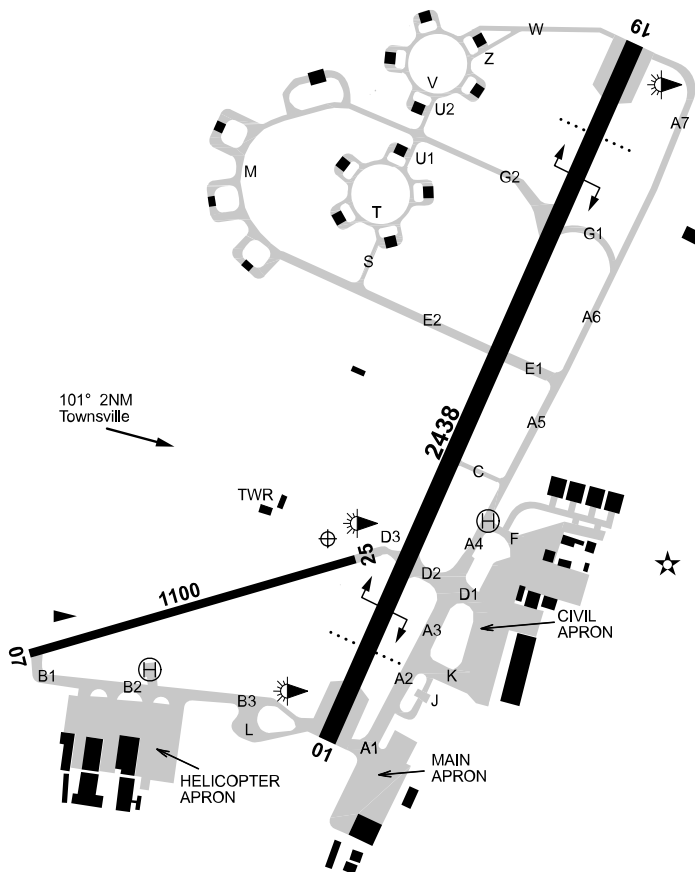 W
19
Z
V
U2
A7
U1
M
G2
T
G1
S
E2
A6
E1
101° 2NM
Townsville
2438
A5
C
TWR
H
D3
A4
F
25
D2
1100
D1
CIVIL
APRON
A3
07
H
A2
K
B1
B2
B3
J
L
01
A1
MAIN
APRON
HELICOPTER
APRON